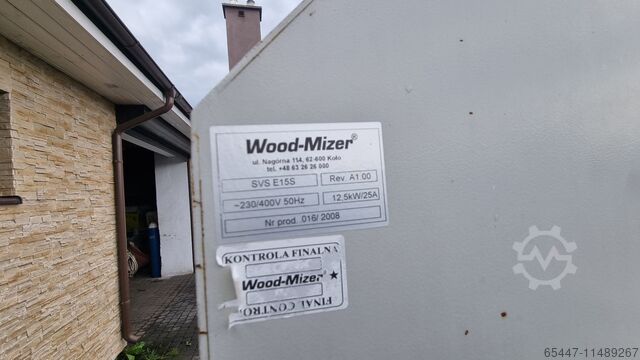 Wood-Mizer®
ul. Nagórna 114, 62-600 Koło
tel. +48 63 26 26 000
SVS E15S Rev. A1.00
~230/400V 50Hz 12,5kW/25A
Nr prod. 016/ 2008
KONTROLA FINALNA
Wood-Mizer®
FINAL CONTRO
65447-11489267